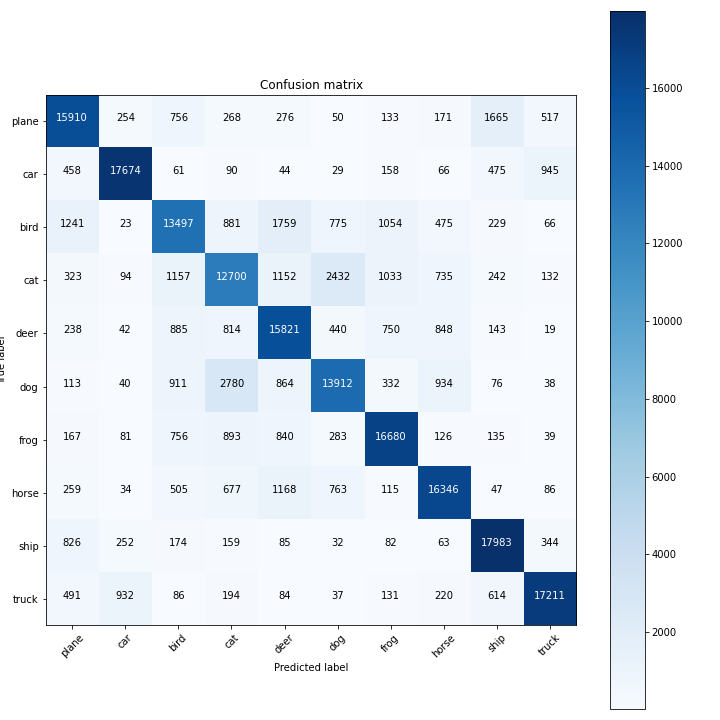 Confusion matrix
plane 15910 254 756 268 276 50 133 171 1665 517
car 458 17674 61 90 44 29 158 66 475 945
bird 1241 23 13497 881 1759 775 1054 475 229 66
cat 323 94 1157 12700 1152 2432 1033 735 242 132
deer 238 42 885 814 15821 440 750 848 143 19
dog 113 40 911 2780 864 13912 332 934 76 38
frog 167 81 756 893 840 283 16680 126 135 39
horse 259 34 505 677 1168 763 115 16346 47 86
ship 826 252 174 159 85 32 82 63 17983 344
truck 491 932 86 194 84 37 131 220 614 17211
plane car bird cat deer dog frog horse ship truck
Predicted label
16000
14000
12000
10000
8000
6000
4000
2000